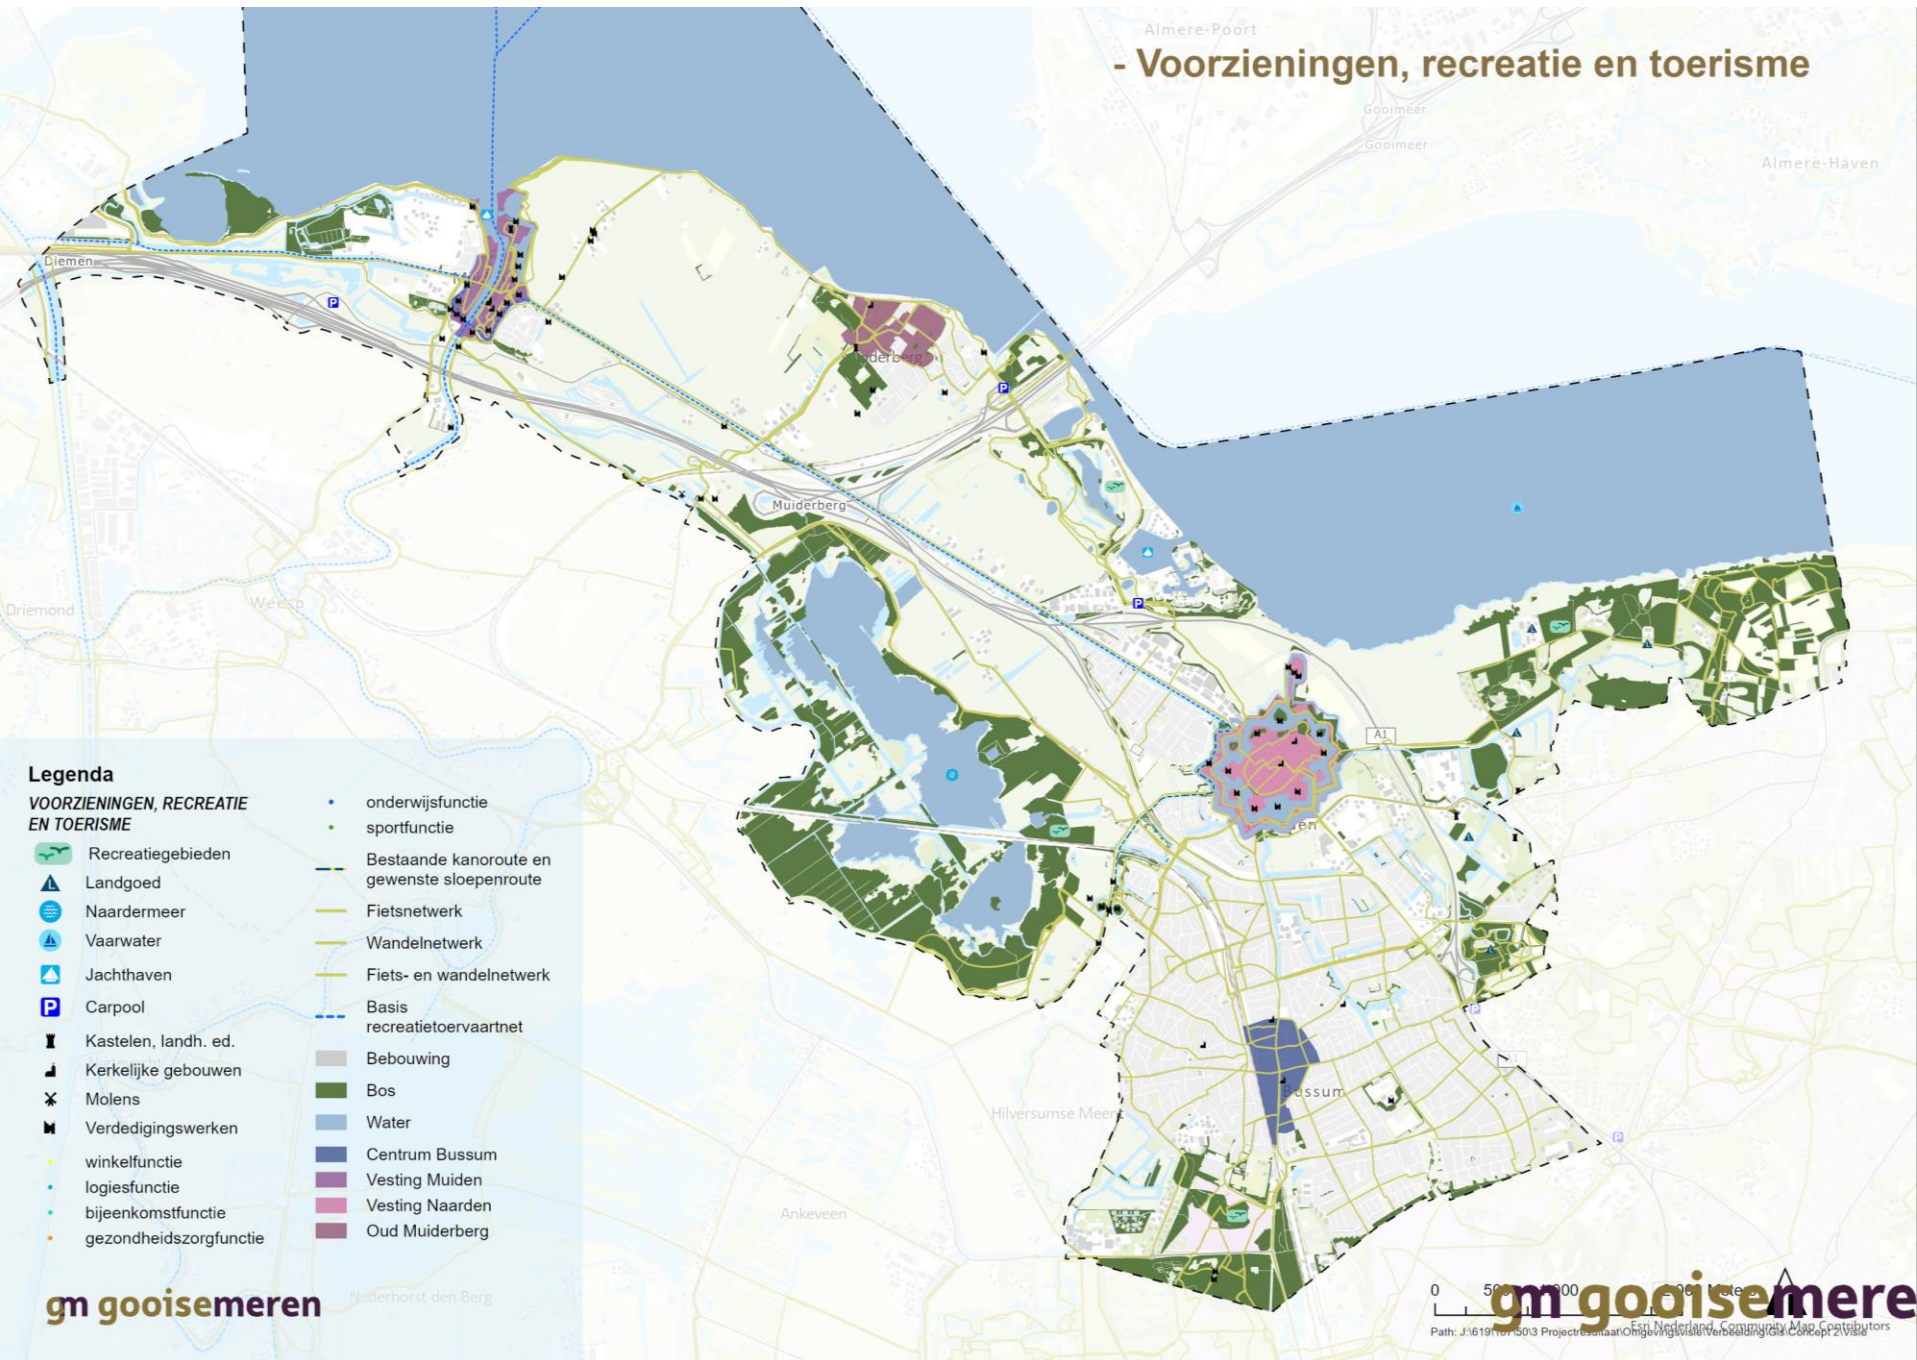 Almere-Poort
- Voorzieningen, recreatie en toerisme
Gooimeer
Gooimeer
Almere-Haven
Diemen
Muiderberg
Driemond
Weesp
A1
Bussum
Hilversumse Meent
Ankeveen
Nederhorst den Berg
Legenda
VOORZIENINGEN, RECREATIE
EN TOERISME
Recreatiegebieden
Landgoed
Naardermeer
Vaarwater
Jachthaven
Carpool
Kastelen, landh. ed.
Kerkelijke gebouwen
Molens
Verdedigingswerken
winkelfunctie
logiesfunctie
bijeenkomstfunctie
gezondheidszorgfunctie
onderwijsfunctie
sportfunctie
Bestaande kanoroute en
gewenste sloepenroute
Fietsnetwerk
Wandelnetwerk
Fiets- en wandelnetwerk
Basis
recreatietoervaartnet
Bebouwing
Bos
Water
Centrum Bussum
Vesting Muiden
Vesting Naarden
Oud Muiderberg
gm gooisemeren
0
gm gooisemere
Esri Nederland, Community Map Contributors